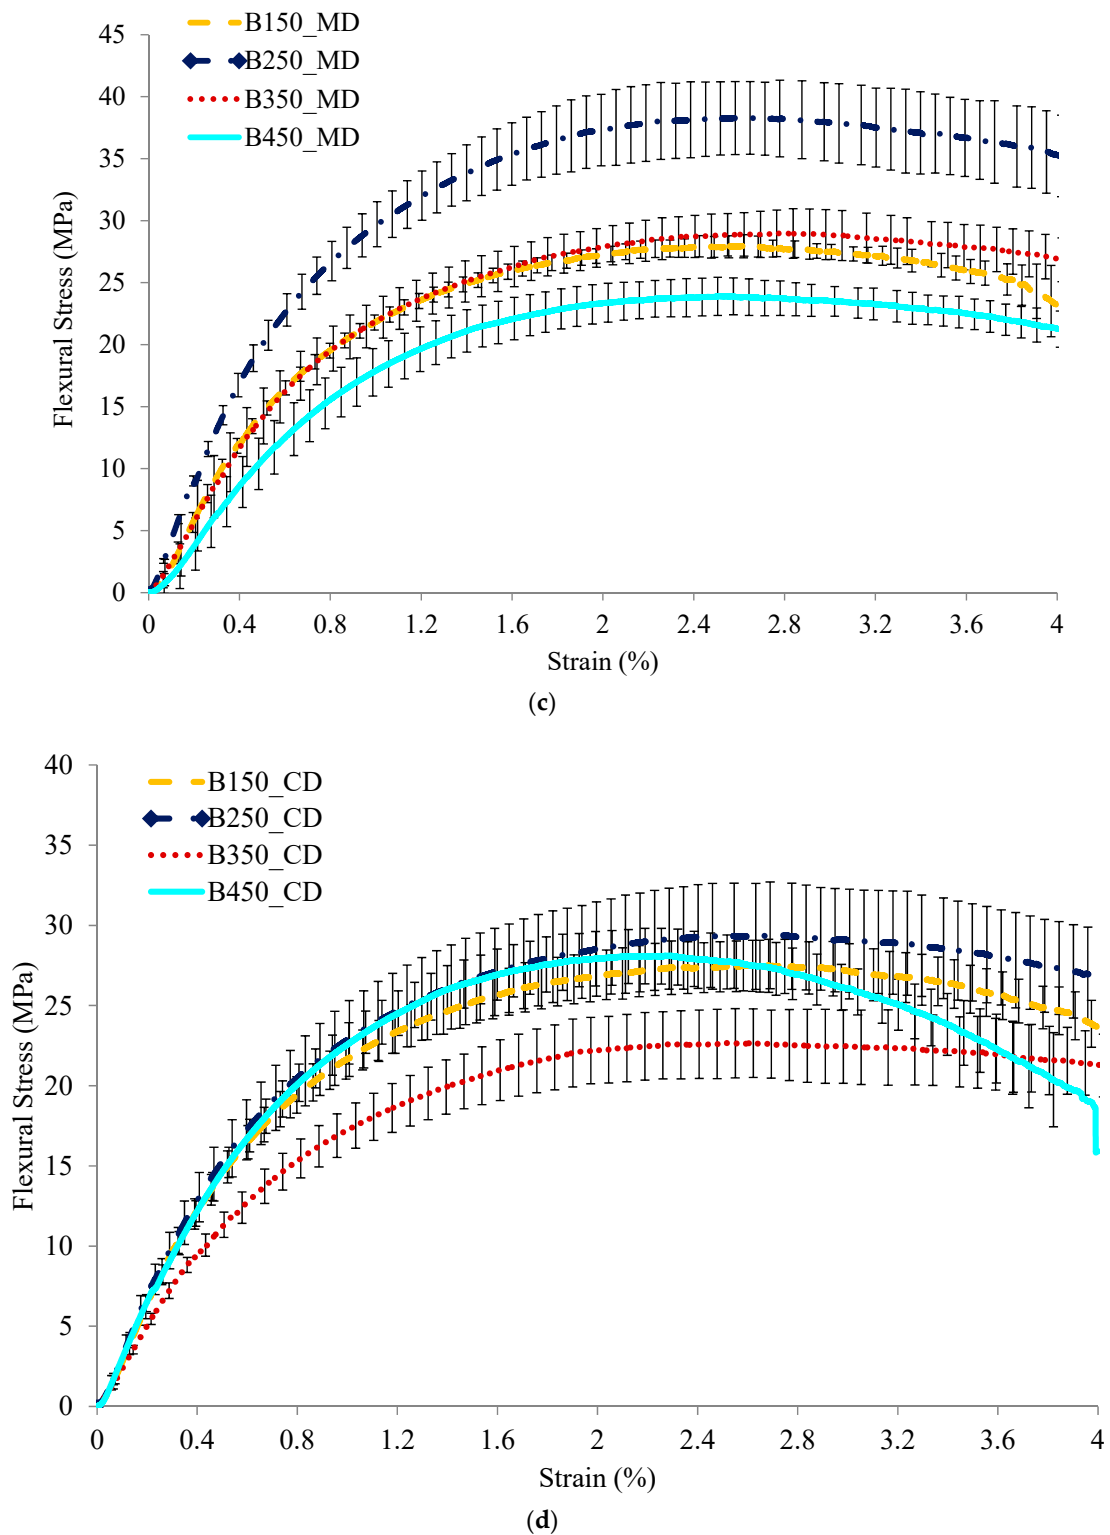 B150_MD
B250_MD
B350_MD
B450_MD
45
40
35
30
25
20
15
10
5
0
Flexural Stress (MPa)
0 0.4 0.8 1.2 1.6 2 2.4 2.8 3.2 3.6 4
Strain (%)
(c)
B150_CD
B250_CD
B350_CD
B450_CD
40
35
30
25
20
15
10
5
0
Flexural Stress (MPa)
0 0.4 0.8 1.2 1.6 2 2.4 2.8 3.2 3.6 4
Strain (%)
(d)